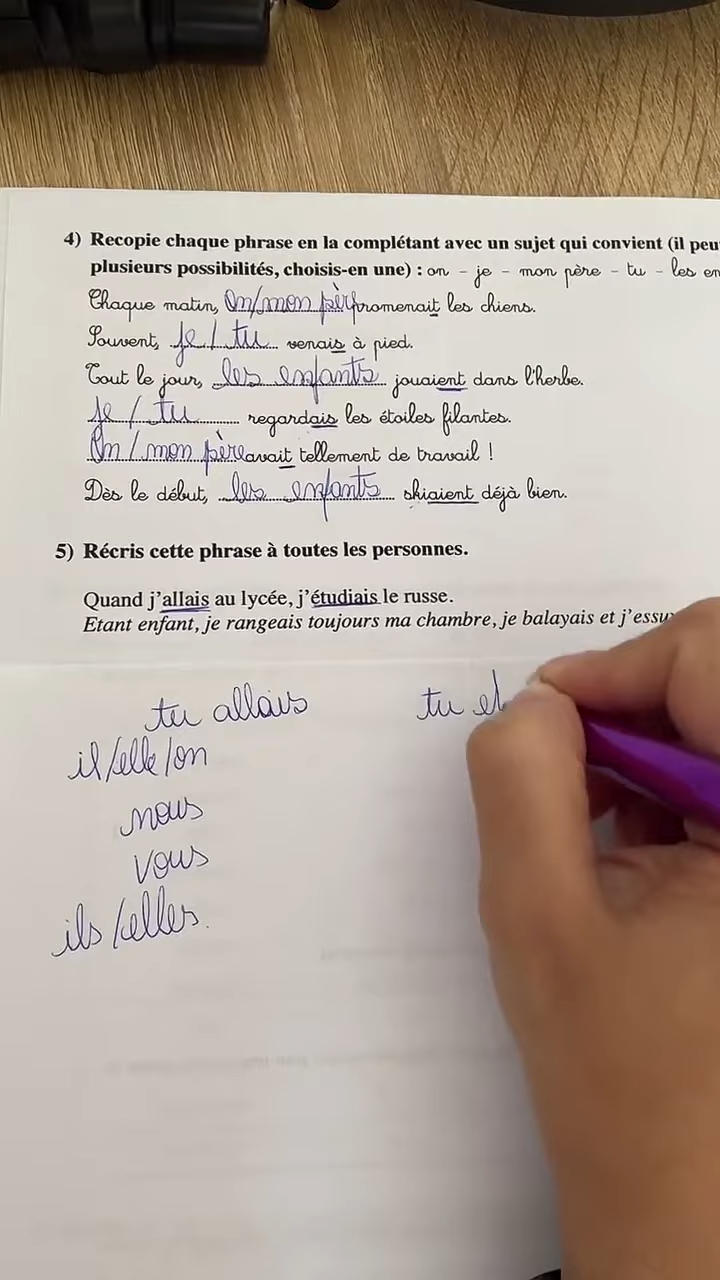 4) Recopie chaque phrase en la complétant avec un sujet qui convient (il peu
plusieurs possibilités, choisis-en une) : on - je - mon père - tu - les en
Chaque matin, On/mon père promenait les chiens.
Souvent, je / tu venais à pied.
Tout le jour, les enfants jouaient dans l'herbe.
je / tu regardais les étoiles filantes.
On / mon père avait tellement de travail !
Dès le début, les enfants skiaient déjà bien.
5) Récris cette phrase à toutes les personnes.
Quand j'allais au lycée, j'étudiais le russe.
Etant enfant, je rangeais toujours ma chambre, je balayais et j'essu
tu allais tu ét
il/elle/on
nous
vous
ils/elles.